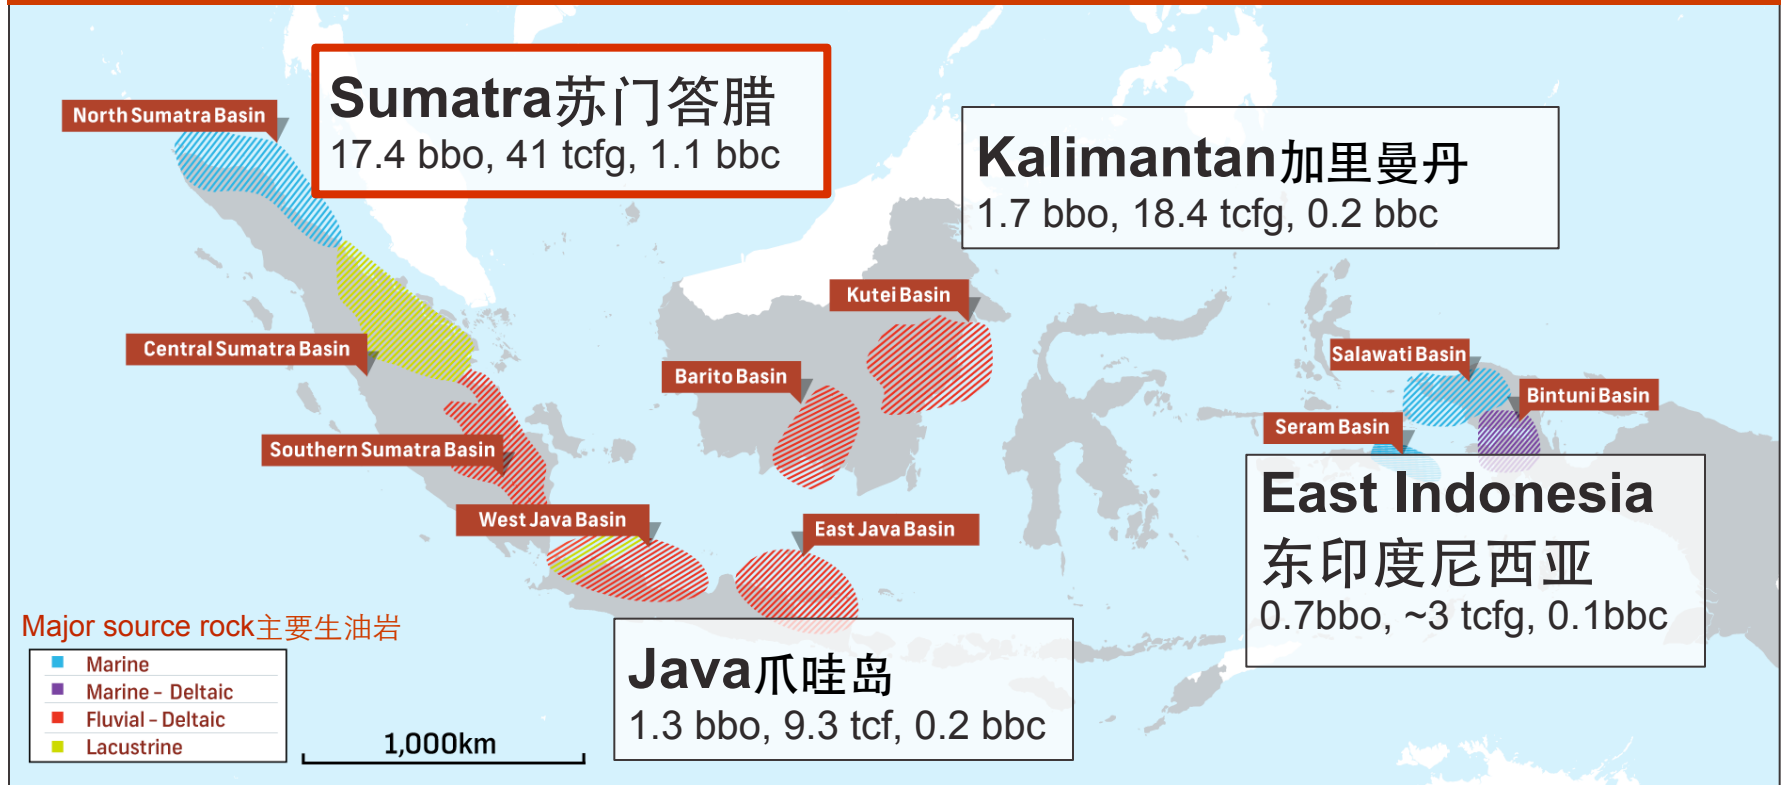 Sumatra苏门答腊
17.4 bbo, 41 tcfg, 1.1 bbc
North Sumatra Basin
Kalimantan加里曼丹
1.7 bbo, 18.4 tcfg, 0.2 bbc
Kutei Basin
Central Sumatra Basin
Barito Basin
Salawati Basin
Bintuni Basin
Seram Basin
Southern Sumatra Basin
East Indonesia
东印度尼西亚
0.7bbo, ~3 tcfg, 0.1bbc
West Java Basin
East Java Basin
Java爪哇岛
1.3 bbo, 9.3 tcf, 0.2 bbc
Major source rock主要生油岩
Marine
Marine - Deltaic
Fluvial - Deltaic
Lacustrine
1,000km